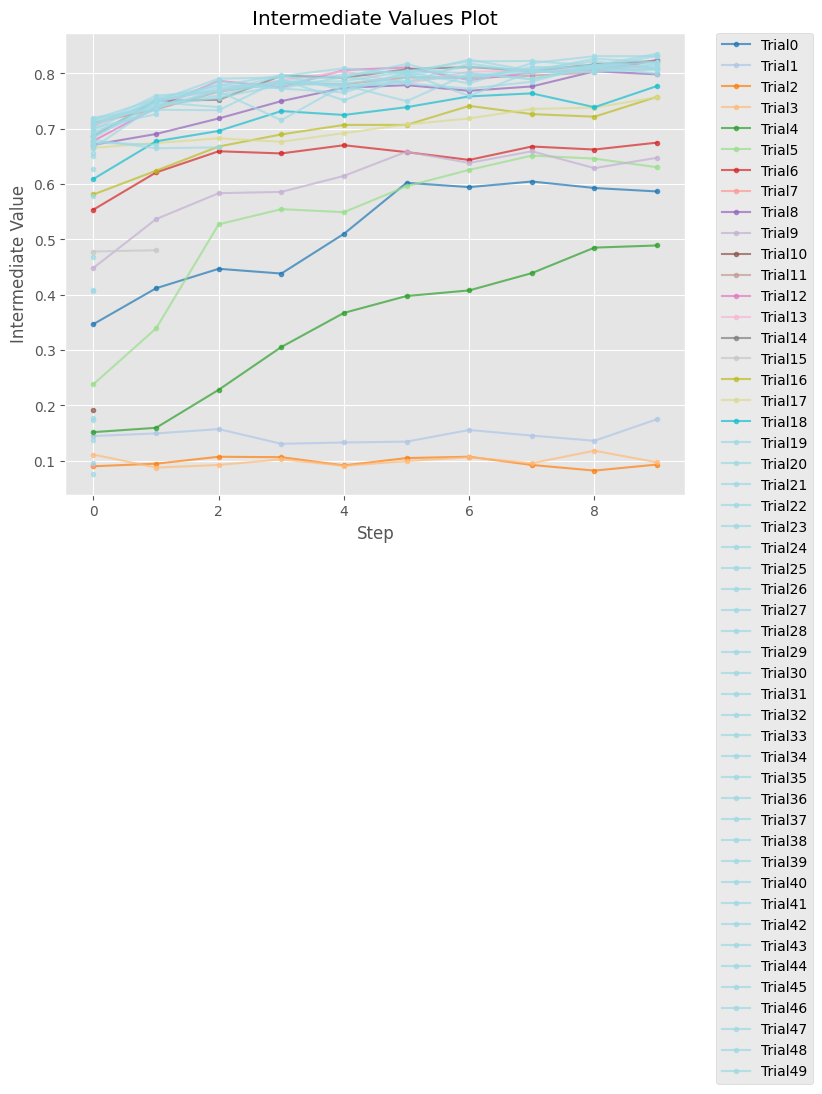 Intermediate Values Plot
Intermediate Value
0.8
0.7
0.6
0.5
0.4
0.3
0.2
0.1
0 2 4 6 8
Step
Trial0
Trial1
Trial2
Trial3
Trial4
Trial5
Trial6
Trial7
Trial8
Trial9
Trial10
Trial11
Trial12
Trial13
Trial14
Trial15
Trial16
Trial17
Trial18
Trial19
Trial20
Trial21
Trial22
Trial23
Trial24
Trial25
Trial26
Trial27
Trial28
Trial29
Trial30
Trial31
Trial32
Trial33
Trial34
Trial35
Trial36
Trial37
Trial38
Trial39
Trial40
Trial41
Trial42
Trial43
Trial44
Trial45
Trial46
Trial47
Trial48
Trial49